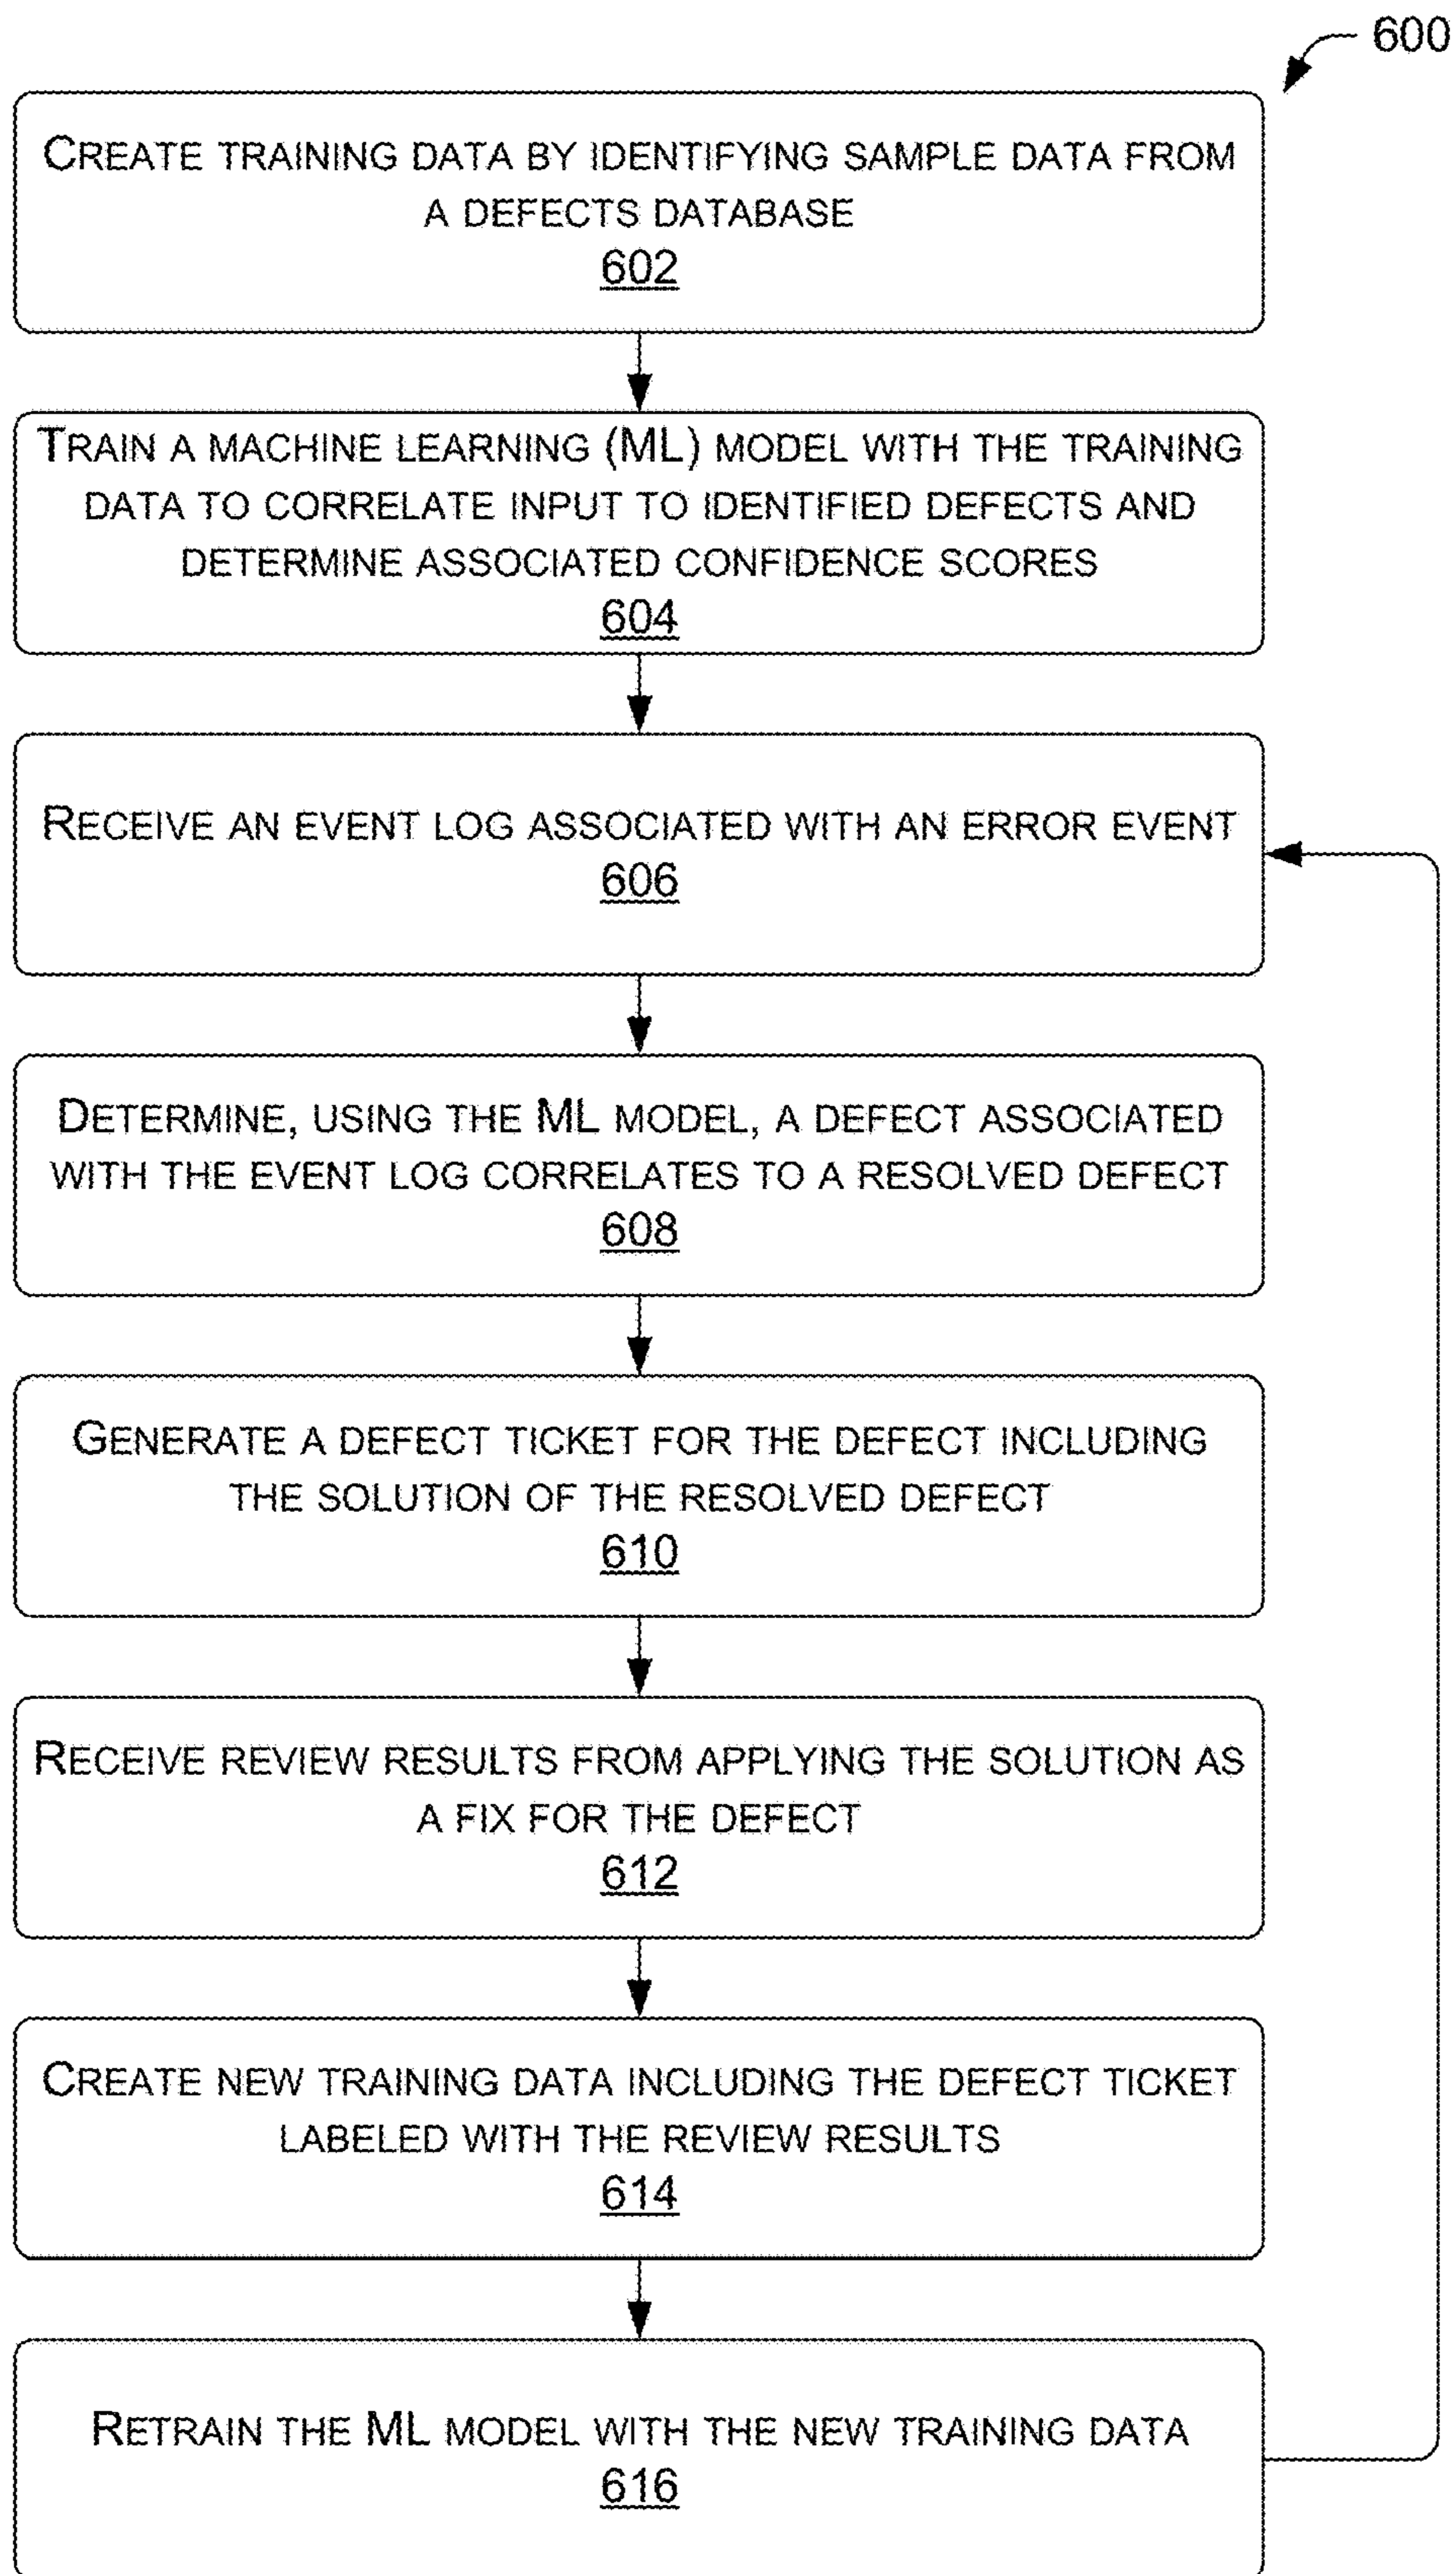 600
CREATE TRAINING DATA BY IDENTIFYING SAMPLE DATA FROM
A DEFECTS DATABASE
602
TRAIN A MACHINE LEARNING (ML) MODEL WITH THE TRAINING
DATA TO CORRELATE INPUT TO IDENTIFIED DEFECTS AND
DETERMINE ASSOCIATED CONFIDENCE SCORES
604
RECEIVE AN EVENT LOG ASSOCIATED WITH AN ERROR EVENT
606
DETERMINE, USING THE ML MODEL, A DEFECT ASSOCIATED
WITH THE EVENT LOG CORRELATES TO A RESOLVED DEFECT
608
GENERATE A DEFECT TICKET FOR THE DEFECT INCLUDING
THE SOLUTION OF THE RESOLVED DEFECT
610
RECEIVE REVIEW RESULTS FROM APPLYING THE SOLUTION AS
A FIX FOR THE DEFECT
612
CREATE NEW TRAINING DATA INCLUDING THE DEFECT TICKET
LABELED WITH THE REVIEW RESULTS
614
RETRAIN THE ML MODEL WITH THE NEW TRAINING DATA
616